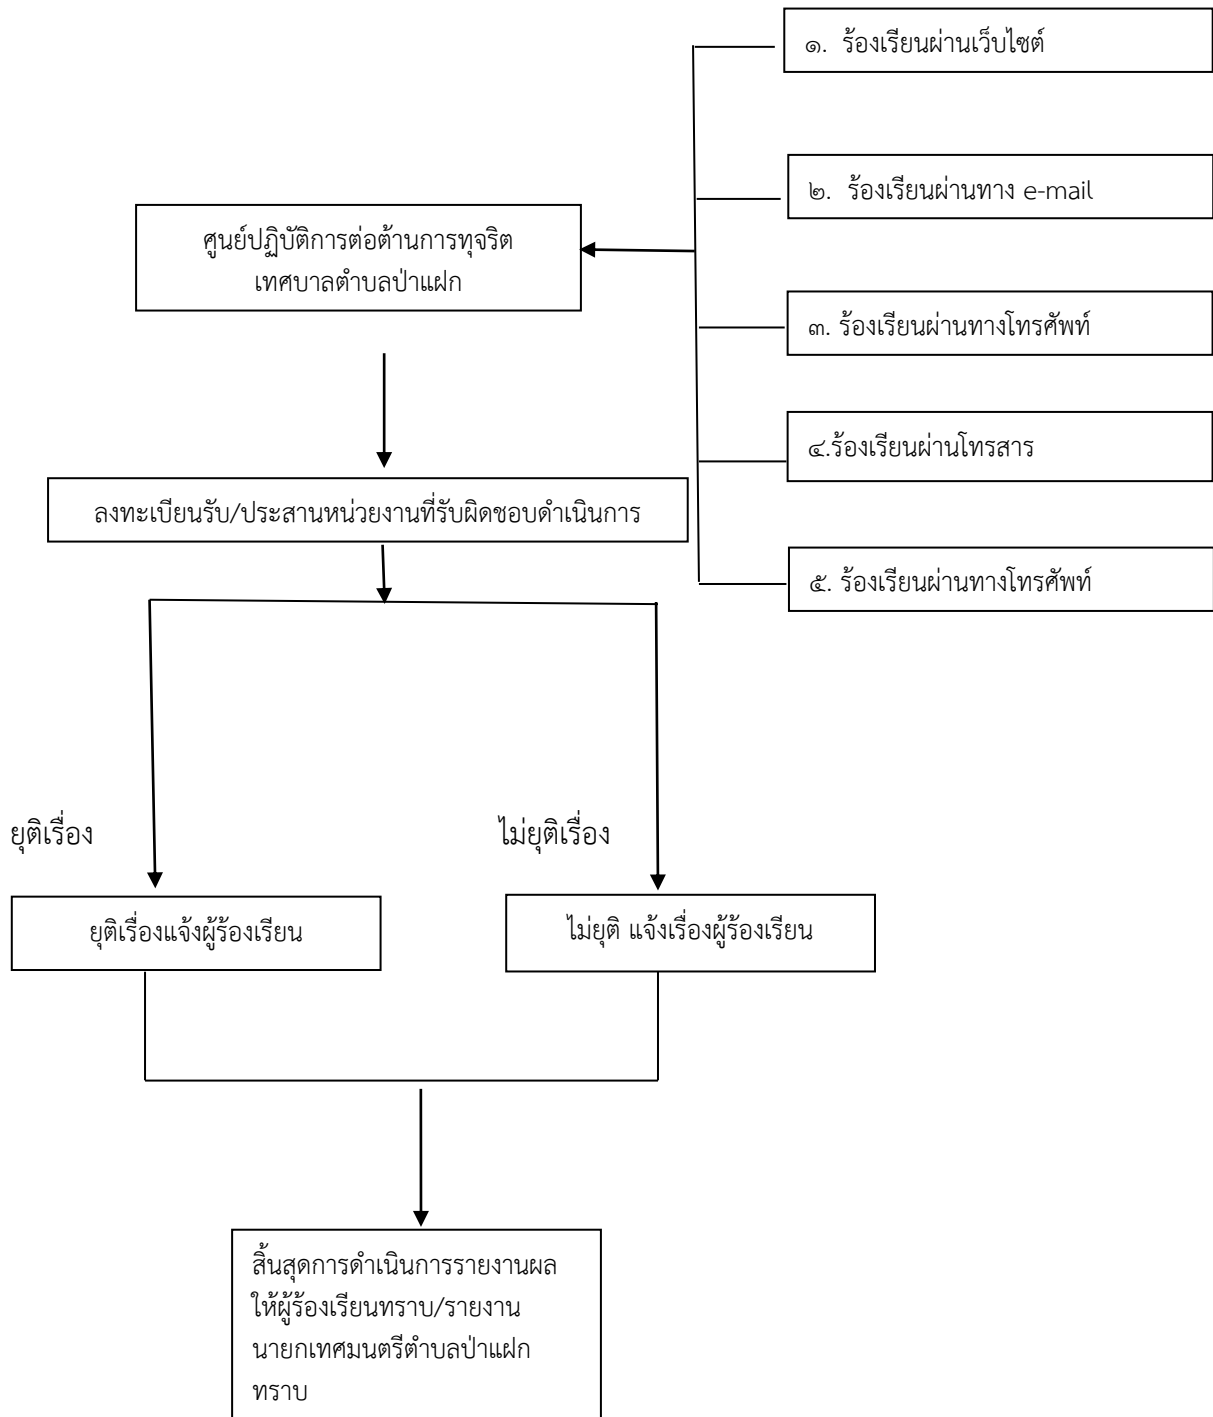 ๑. ร้องเรียนผ่านเว็บไซต์
๒. ร้องเรียนผ่านทาง e-mail
ศูนย์ปฏิบัติการต่อต้านการทุจริต
เทศบาลตำบลป่าแฝก
๓. ร้องเรียนผ่านทางโทรศัพท์
๔.ร้องเรียนผ่านโทรสาร
ลงทะเบียนรับ/ประสานหน่วยงานที่รับผิดชอบดำเนินการ
๕. ร้องเรียนผ่านทางโทรศัพท์
ยุติเรื่อง
ไม่ยุติเรื่อง
ยุติเรื่องแจ้งผู้ร้องเรียน
ไม่ยุติ แจ้งเรื่องผู้ร้องเรียน
สิ้นสุดการดำเนินการรายงานผล
ให้ผู้ร้องเรียนทราบ/รายงาน
นายกเทศมนตรีตำบลป่าแฝก
ทราบ